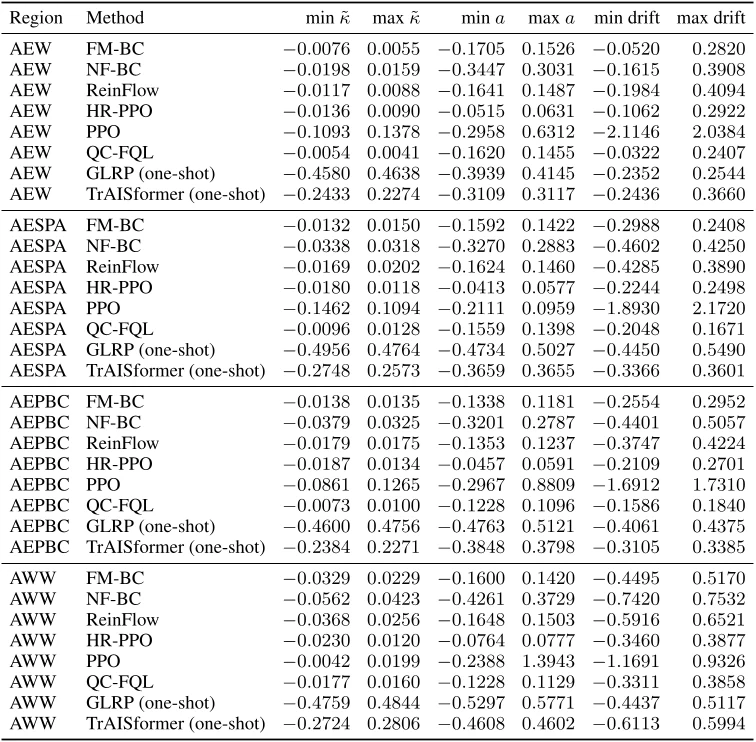 Region Method min κ̃ max κ̃ min a max a min drift max drift
AEW FM-BC −0.0076 0.0055 −0.1705 0.1526 −0.0520 0.2820
AEW NF-BC −0.0198 0.0159 −0.3447 0.3031 −0.1615 0.3908
AEW ReinFlow −0.0117 0.0088 −0.1641 0.1487 −0.1984 0.4094
AEW HR-PPO −0.0136 0.0090 −0.0515 0.0631 −0.1062 0.2922
AEW PPO −0.1093 0.1378 −0.2958 0.6312 −2.1146 2.0384
AEW QC-FQL −0.0054 0.0041 −0.1620 0.1455 −0.0322 0.2407
AEW GLRP (one-shot) −0.4580 0.4638 −0.3939 0.4145 −0.2352 0.2544
AEW TrAISformer (one-shot) −0.2433 0.2274 −0.3109 0.3117 −0.2436 0.3660
AESPA FM-BC −0.0132 0.0150 −0.1592 0.1422 −0.2988 0.2408
AESPA NF-BC −0.0338 0.0318 −0.3270 0.2883 −0.4602 0.4250
AESPA ReinFlow −0.0169 0.0202 −0.1624 0.1460 −0.4285 0.3890
AESPA HR-PPO −0.0180 0.0118 −0.0413 0.0577 −0.2244 0.2498
AESPA PPO −0.1462 0.1094 −0.2111 0.0959 −1.8930 2.1720
AESPA QC-FQL −0.0096 0.0128 −0.1559 0.1398 −0.2048 0.1671
AESPA GLRP (one-shot) −0.4956 0.4764 −0.4734 0.5027 −0.4450 0.5490
AESPA TrAISformer (one-shot) −0.2748 0.2573 −0.3659 0.3655 −0.3366 0.3601
AEPBC FM-BC −0.0138 0.0135 −0.1338 0.1181 −0.2554 0.2952
AEPBC NF-BC −0.0379 0.0325 −0.3201 0.2787 −0.4401 0.5057
AEPBC ReinFlow −0.0179 0.0175 −0.1353 0.1237 −0.3747 0.4224
AEPBC HR-PPO −0.0187 0.0134 −0.0457 0.0591 −0.2109 0.2701
AEPBC PPO −0.0861 0.1265 −0.2967 0.8809 −1.6912 1.7310
AEPBC QC-FQL −0.0073 0.0100 −0.1228 0.1096 −0.1586 0.1840
AEPBC GLRP (one-shot) −0.4600 0.4756 −0.4763 0.5121 −0.4061 0.4375
AEPBC TrAISformer (one-shot) −0.2384 0.2271 −0.3848 0.3798 −0.3105 0.3385
AWW FM-BC −0.0329 0.0229 −0.1600 0.1420 −0.4495 0.5170
AWW NF-BC −0.0562 0.0423 −0.4261 0.3729 −0.7420 0.7532
AWW ReinFlow −0.0368 0.0256 −0.1648 0.1503 −0.5916 0.6521
AWW HR-PPO −0.0230 0.0120 −0.0764 0.0777 −0.3460 0.3877
AWW PPO −0.0042 0.0199 −0.2388 1.3943 −1.1691 0.9326
AWW QC-FQL −0.0177 0.0160 −0.1228 0.1129 −0.3311 0.3858
AWW GLRP (one-shot) −0.4759 0.4844 −0.5297 0.5771 −0.4437 0.5117
AWW TrAISformer (one-shot) −0.2724 0.2806 −0.4608 0.4602 −0.6113 0.5994